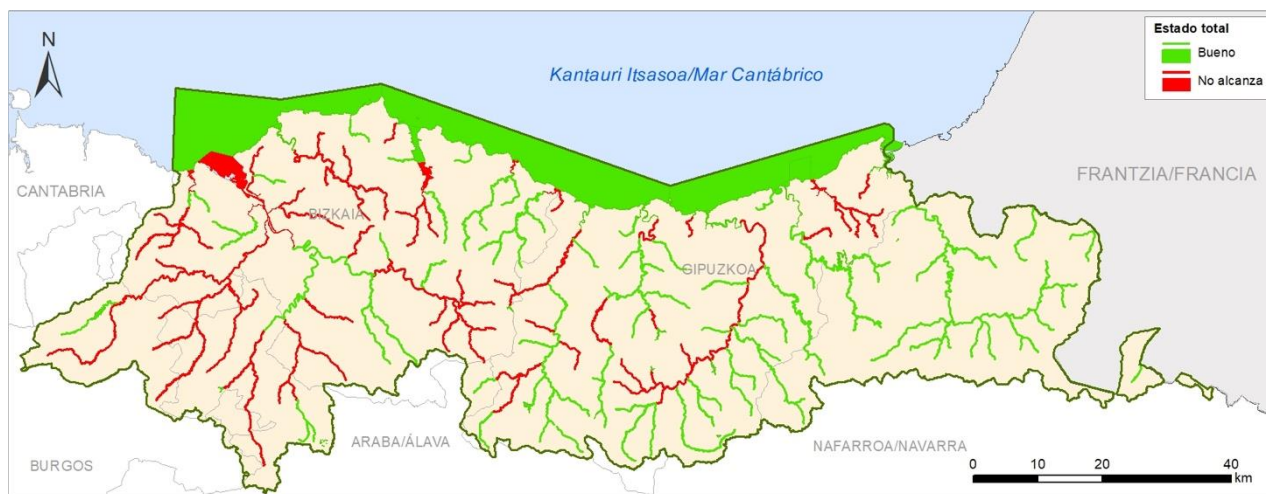 N
Kantauri Itsasoa/Mar Cantábrico
Estado total
Bueno
No alcanza
CANTABRIA
BIZKAIA
GIPUZKOA
FRANTZIA/FRANCIA
BURGOS
ARABA/ÁLAVA
NAFARROA/NAVARRA
0 10 20 40
km